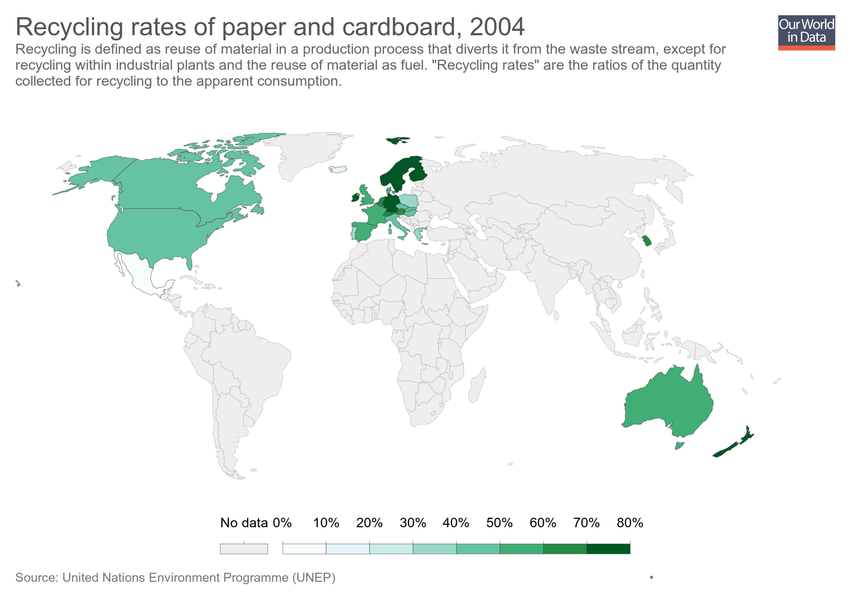 Recycling rates of paper and cardboard, 2004
Our World
in Data
Recycling is defined as reuse of material in a production process that diverts it from the waste stream, except for
recycling within industrial plants and the reuse of material as fuel. "Recycling rates" are the ratios of the quantity
collected for recycling to the apparent consumption.
No data 0% 10% 20% 30% 40% 50% 60% 70% 80%
Source: United Nations Environment Programme (UNEP)